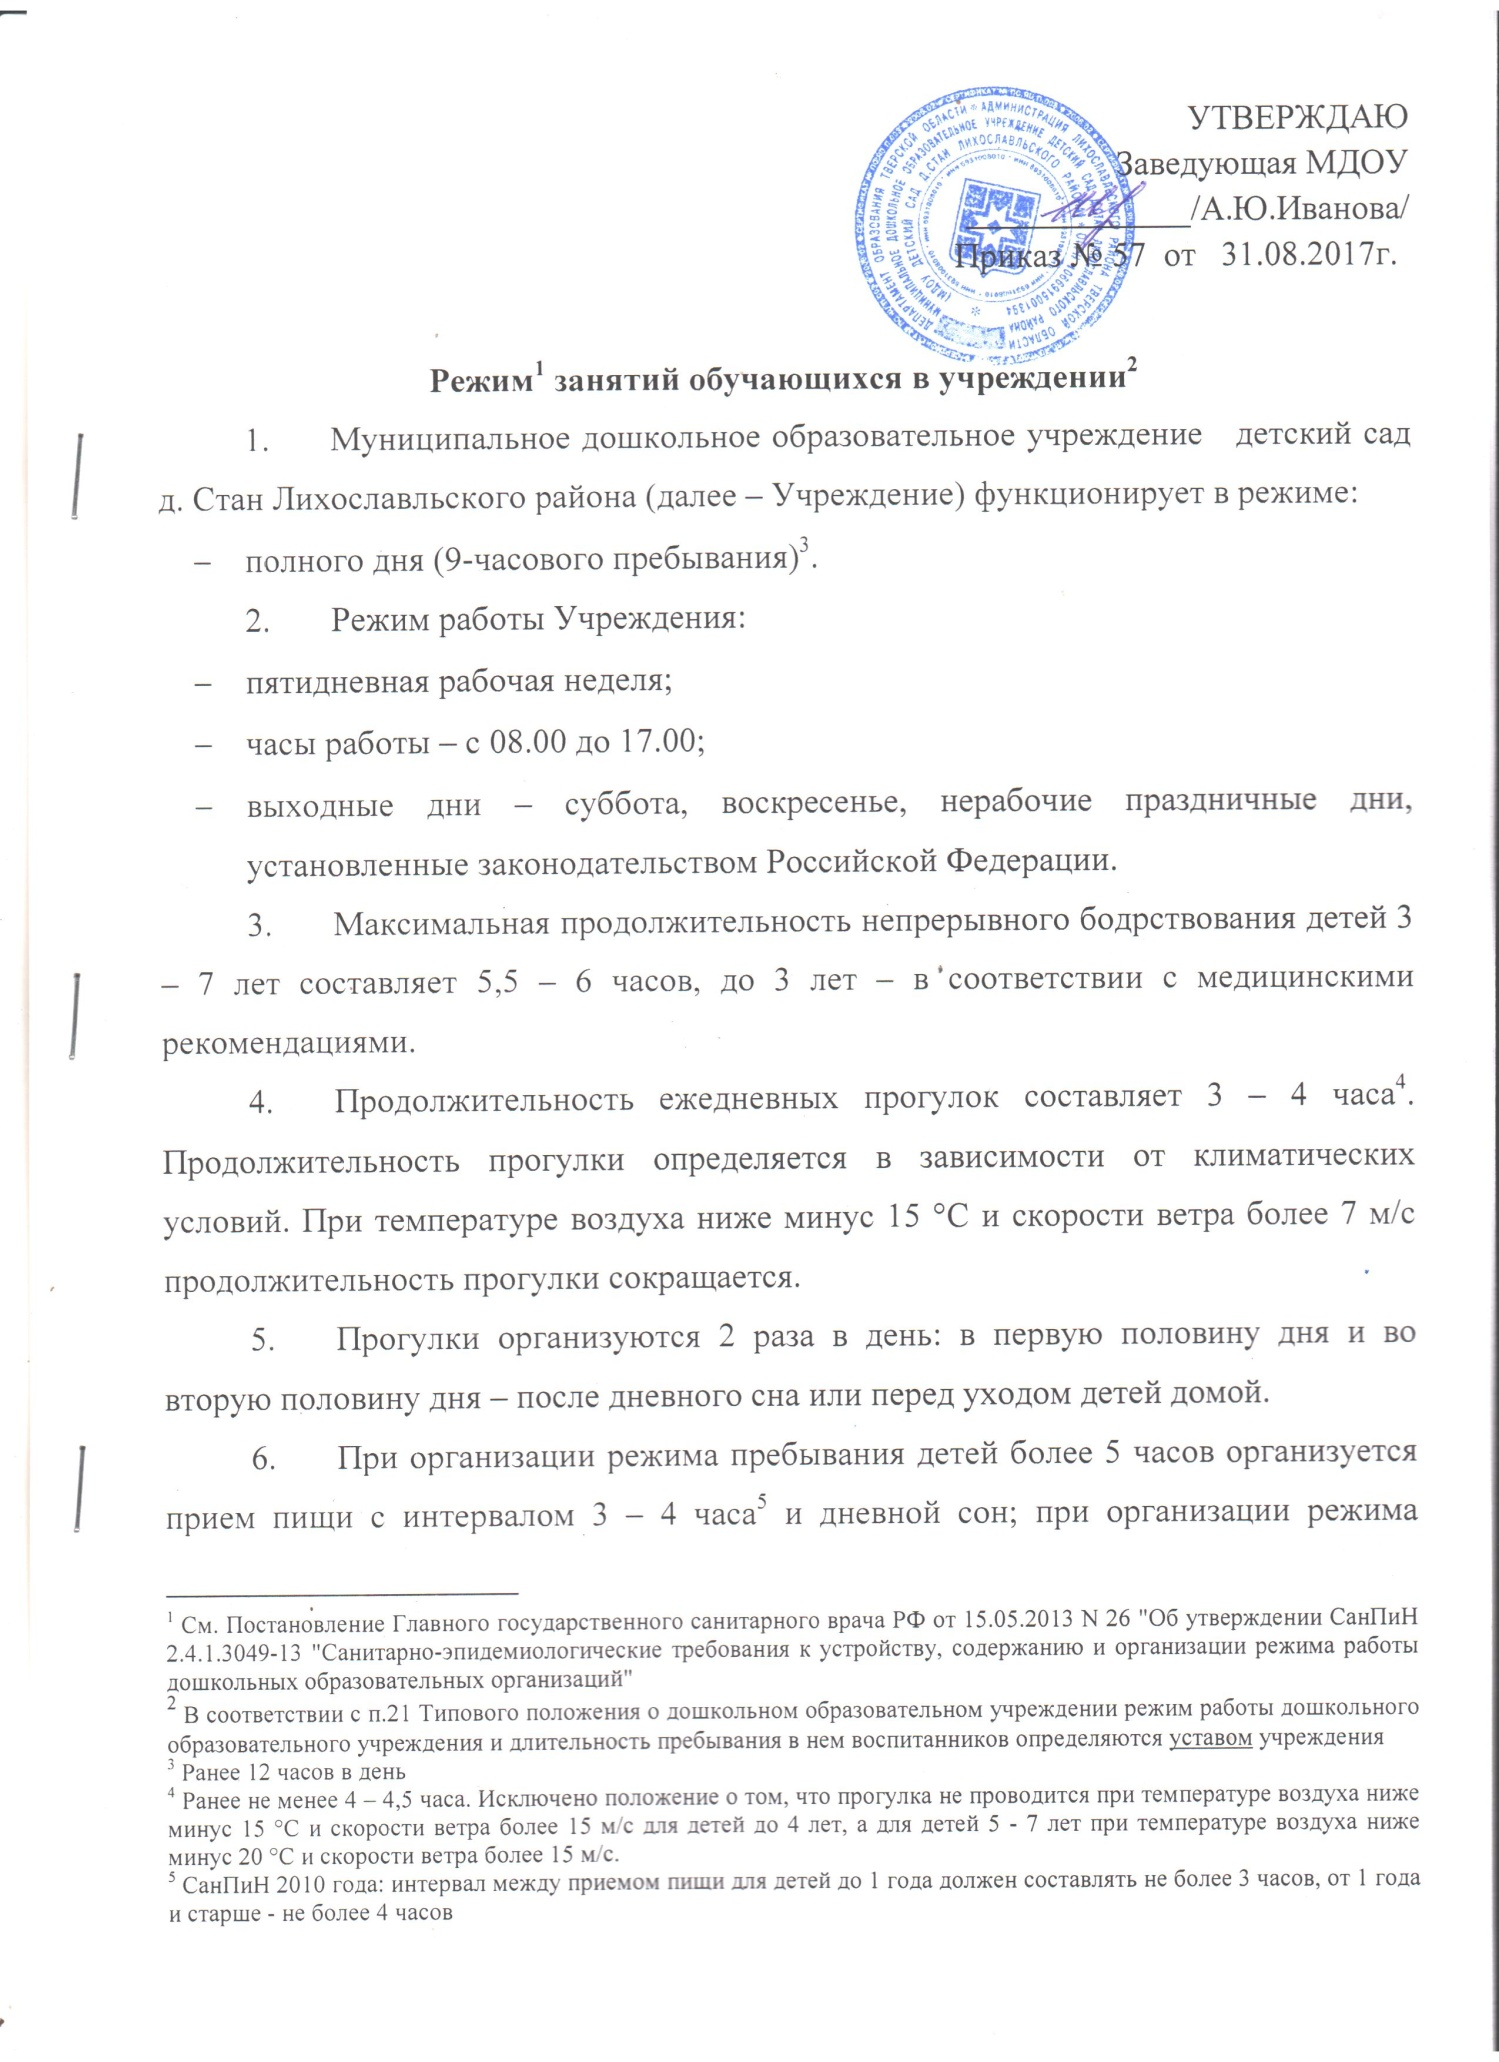 УТВЕРЖДАЮ
Заведующая МДОУ
/А.Ю.Иванова/
Приказ № 57 от 31.08.2017г.
Режим1 занятий обучающихся в учреждении2
1. Муниципальное дошкольное образовательное учреждение детский сад
д. Стан Лихославльского района (далее – Учреждение) функционирует в режиме:
– полного дня (9-часового пребывания)3.
2. Режим работы Учреждения:
– пятидневная рабочая неделя;
– часы работы – с 08.00 до 17.00;
– выходные дни – суббота, воскресенье, нерабочие праздничные дни,
установленные законодательством Российской Федерации.
3. Максимальная продолжительность непрерывного бодрствования детей 3
– 7 лет составляет 5,5 – 6 часов, до 3 лет – в соответствии с медицинскими
рекомендациями.
4. Продолжительность ежедневных прогулок составляет 3 – 4 часа4.
Продолжительность прогулки определяется в зависимости от климатических
условий. При температуре воздуха ниже минус 15 °С и скорости ветра более 7 м/с
продолжительность прогулки сокращается.
5. Прогулки организуются 2 раза в день: в первую половину дня и во
вторую половину дня – после дневного сна или перед уходом детей домой.
6. При организации режима пребывания детей более 5 часов организуется
прием пищи с интервалом 3 – 4 часа5 и дневной сон; при организации режима
1 См. Постановление Главного государственного санитарного врача РФ от 15.05.2013 N 26 "Об утверждении СанПиН
2.4.1.3049-13 "Санитарно-эпидемиологические требования к устройству, содержанию и организации режима работы
дошкольных образовательных организаций"
2 В соответствии с п.21 Типового положения о дошкольном образовательном учреждении режим работы дошкольного
образовательного учреждения и длительность пребывания в нем воспитанников определяются уставом учреждения
3 Ранее 12 часов в день
4 Ранее не менее 4 – 4,5 часа. Исключено положение о том, что прогулка не проводится при температуре воздуха ниже
минус 15 °С и скорости ветра более 15 м/с для детей до 4 лет, а для детей 5 - 7 лет при температуре воздуха ниже
минус 20 °С и скорости ветра более 15 м/с.
5 СанПиН 2010 года: интервал между приемом пищи для детей до 1 года должен составлять не более 3 часов, от 1 года
и старше - не более 4 часов